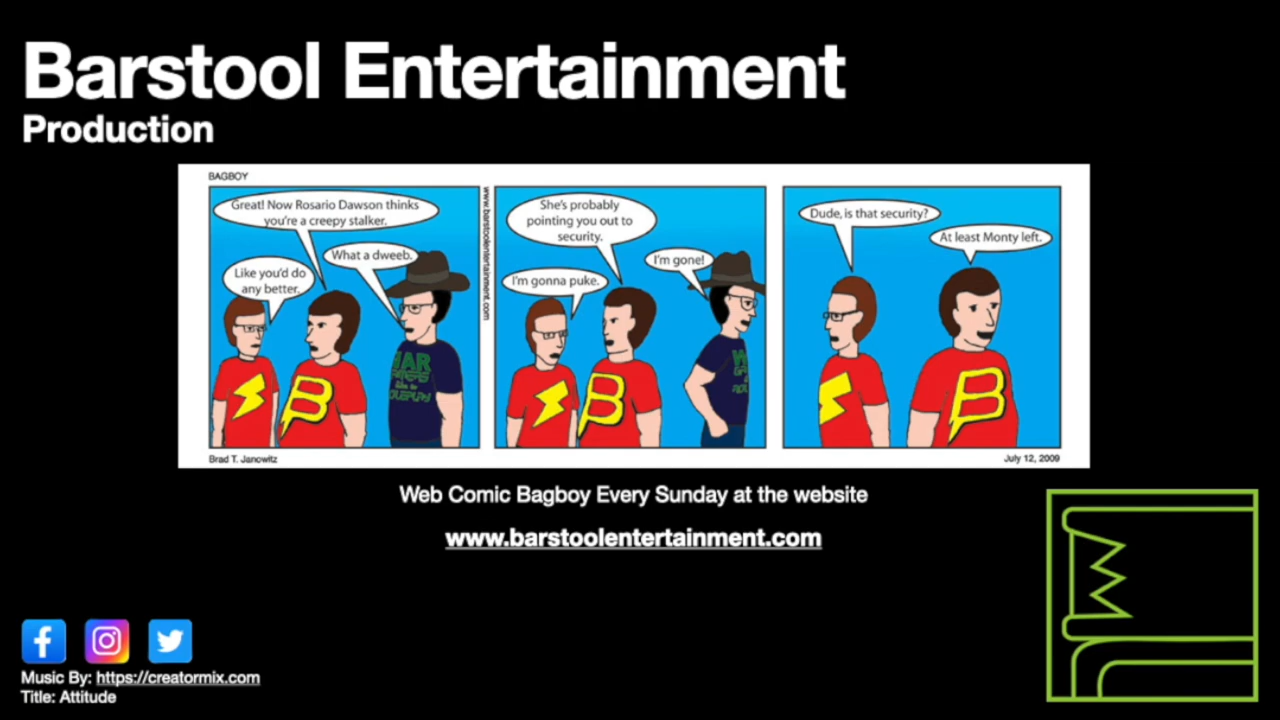 Barstool Entertainment
Production
BAGBOY
Great! Now Rosario Dawson thinks
you're a creepy stalker.
What a dweeb.
Like you'd do
any better.
www.barstoolentertainment.com
She's probably
pointing you out to
security.
I'm gone!
I'm gonna puke.
Dude, is that security?
At least Monty left.
Brad T. Janowitz
July 12, 2009
Web Comic Bagboy Every Sunday at the website
www.barstoolentertainment.com
Music By: https://creatormix.com
Title: Attitude